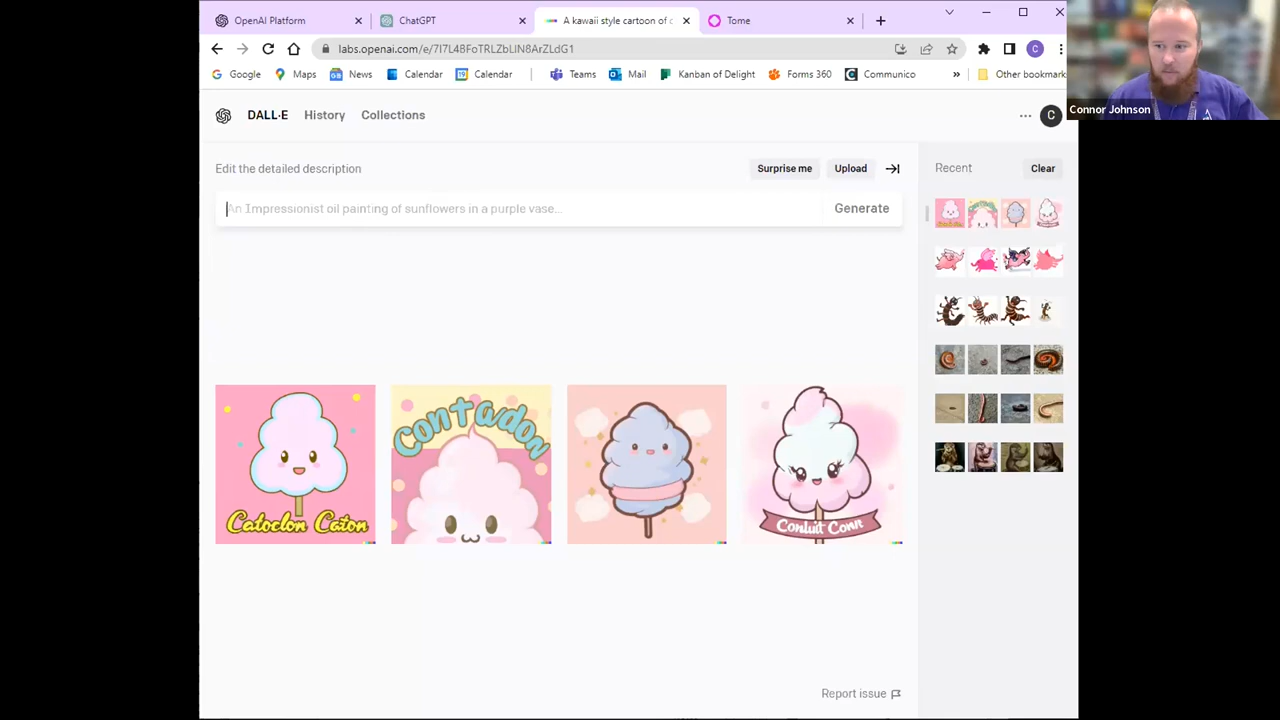 OpenAI Platform
ChatGPT
A kawaii style cartoon of c
Tome
labs.openai.com/e/7I7L48FoTRLZbLIN8ArZLdG1
Google
Maps
News
Calendar
Calendar
Teams
Mail
Kanban of Delight
Forms 360
Communico
»
Other bookmark
Connor Johnson
DALL·E
History
Collections
C
Edit the detailed description
Surprise me
Upload
Recent
Clear
An Impressionist oil painting of sunflowers in a purple vase...
Generate
Contadon
Catoclon Caton
Conluit Conn
Report issue